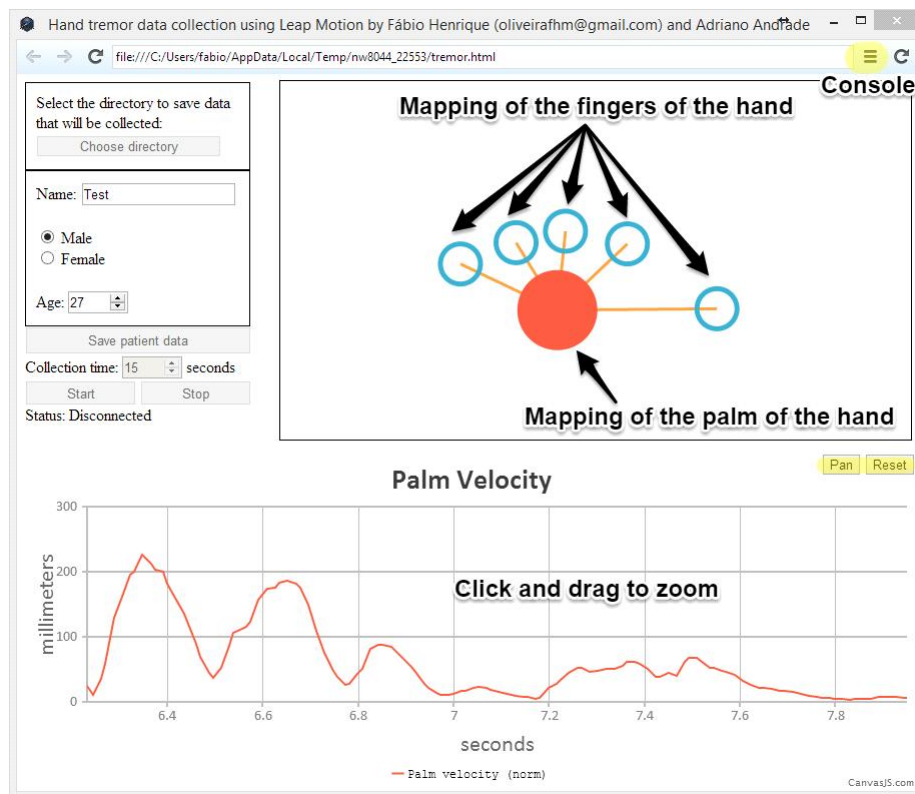 Hand tremor data collection using Leap Motion by Fábio Henrique (oliveirafhm@gmail.com) and Adriano Andrade
file:///C:/Users/fabio/AppData/Local/Temp/nw8044_22553/tremor.html
Console
Select the directory to save data
that will be collected:
Choose directory
Name: Test
Male
Female
Age: 27
Save patient data
Collection time: 15 seconds
Start Stop
Status: Disconnected
Mapping of the fingers of the hand
Mapping of the palm of the hand
Pan Reset
Palm Velocity
millimeters
300
200
100
0
Click and drag to zoom
6.4 6.6 6.8 7 7.2 7.4 7.6 7.8
seconds
Palm velocity (norm)
CanvasJS.com